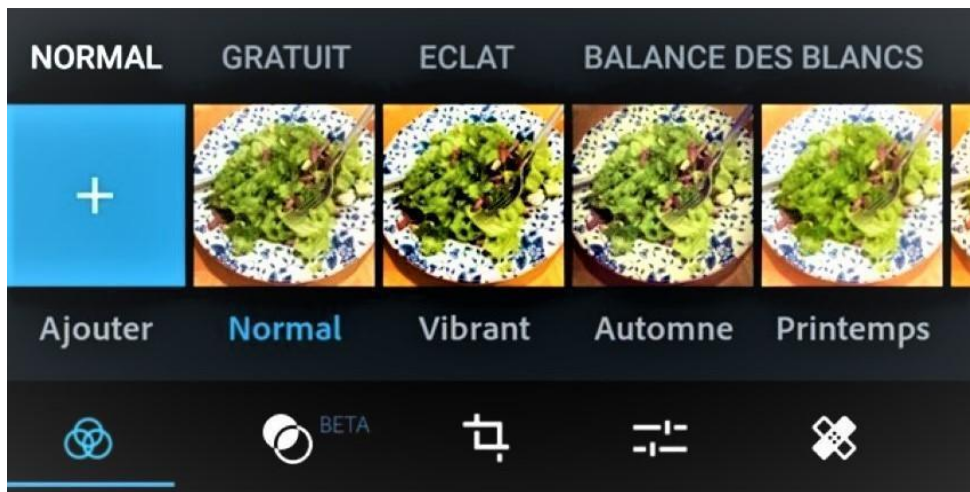 NORMAL GRATUIT ECLAT BALANCE DES BLANCS
Ajouter Normal Vibrant Automne Printemps
BETA